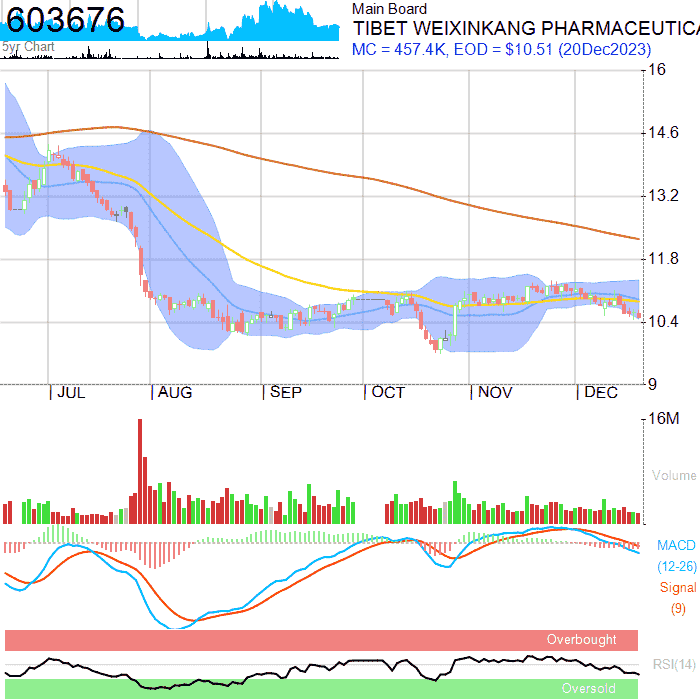 603676
5yr Chart
Main Board
TIBET WEIXINKANG PHARMACEUTICA
MC = 457.4K, EOD = $10.51 (20Dec2023)
16
14.6
13.2
11.8
10.4
9
JUL
AUG
SEP
OCT
NOV
DEC
16M
Volume
MACD
(12-26)
Signal
(9)
Overbought
RSI(14)
Oversold